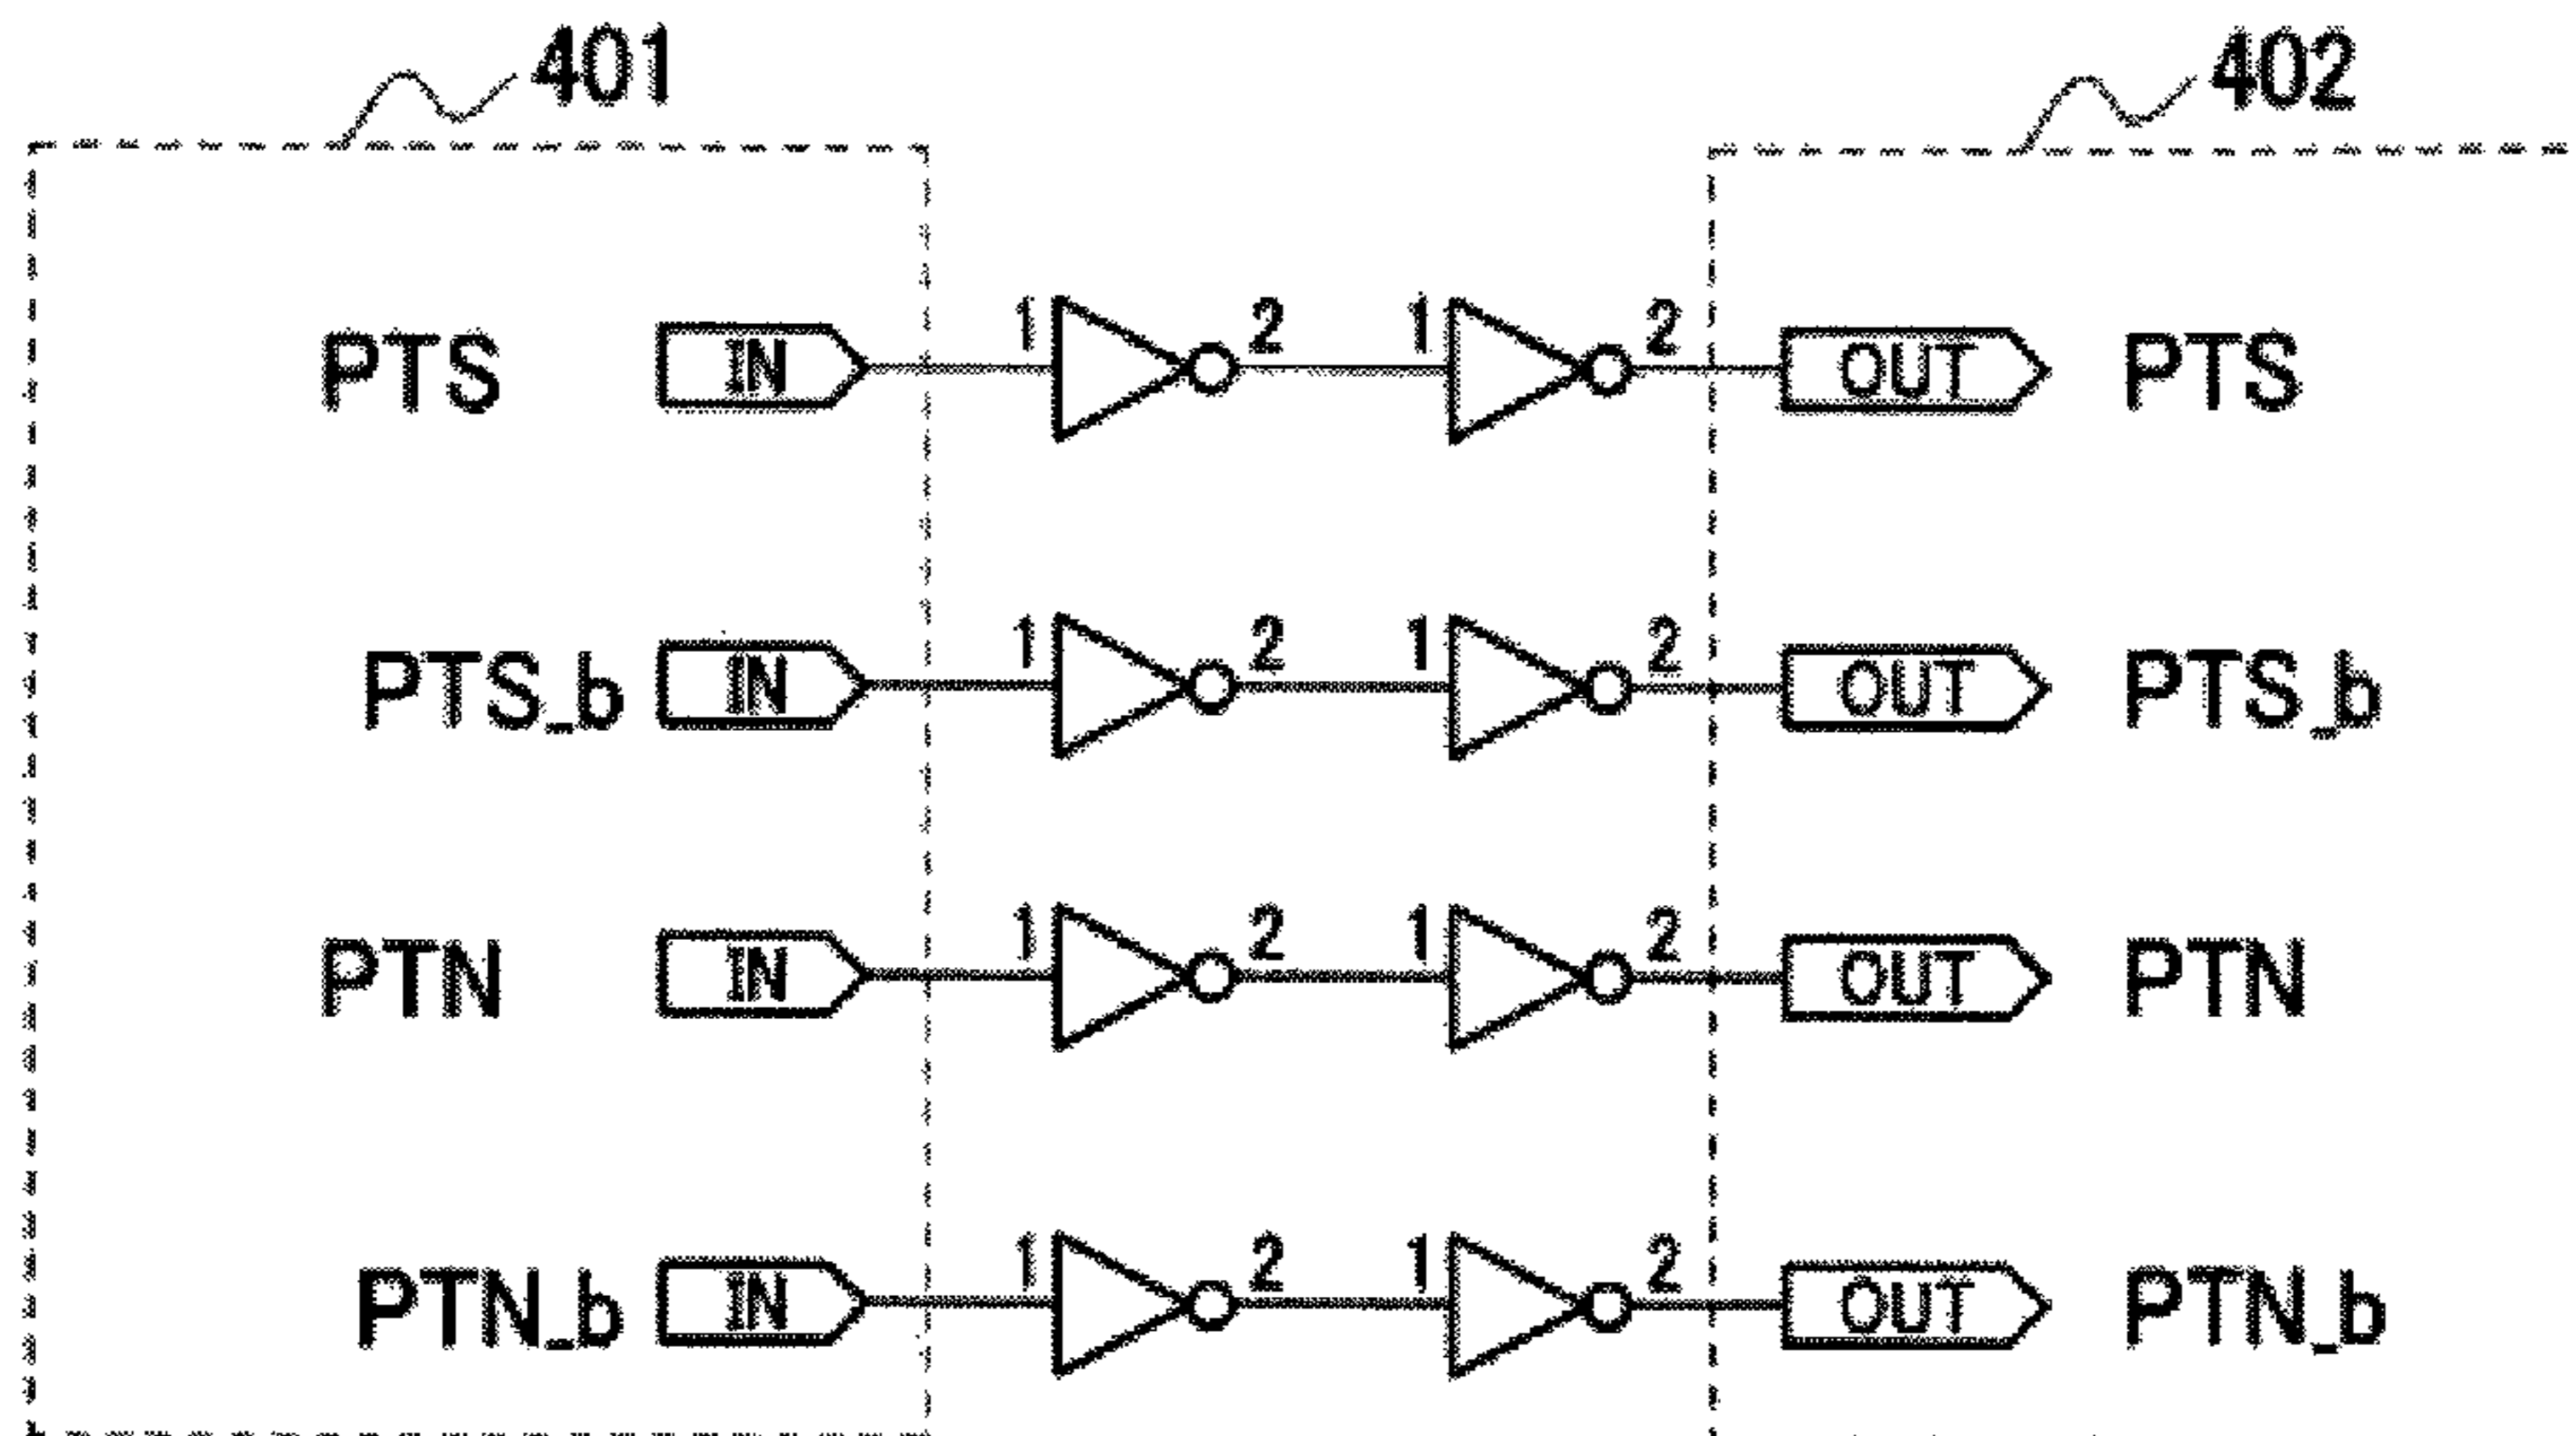 401 402
PTS IN 1 2 1 2 OUT PTS
PTS_b IN 1 2 1 2 OUT PTS_b
PTN IN 1 2 1 2 OUT PTN
PTN_b IN 1 2 1 2 OUT PTN_b